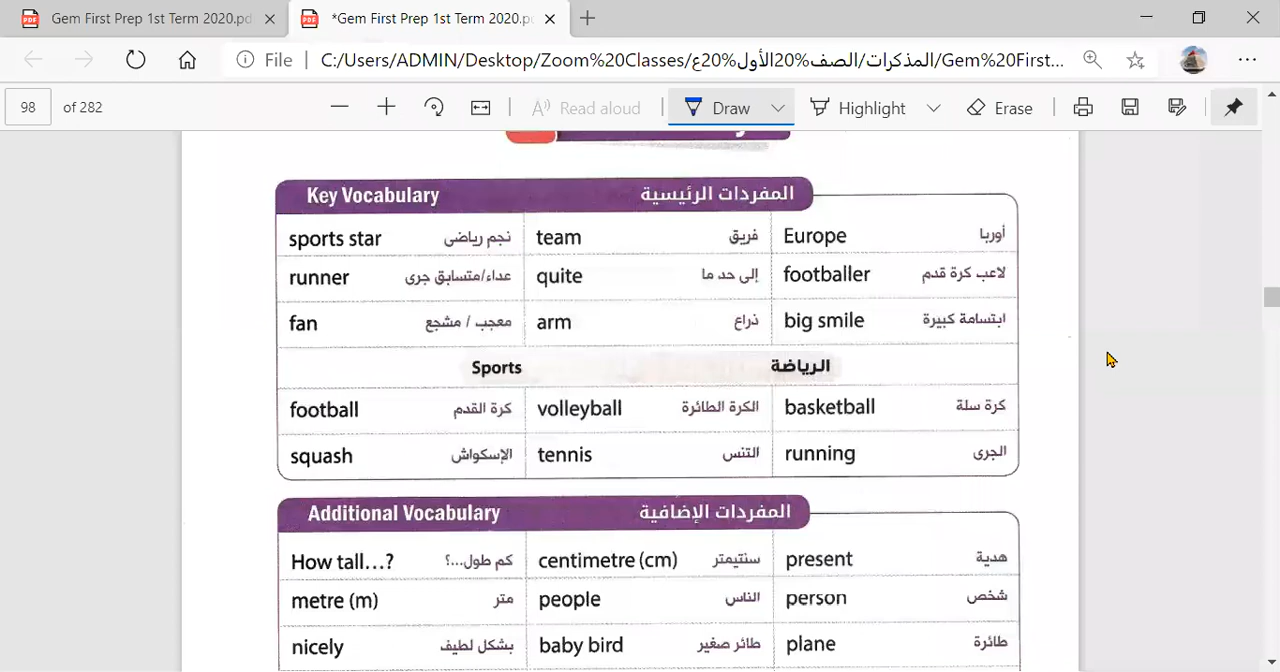 Gem First Prep 1st Term 2020.pd
*Gem First Prep 1st Term 2020.p
File C:/Users/ADMIN/Desktop/Zoom%20Classes/المذكرات/الصف%20الأول%20ع/Gem%20First...
98 of 282 Read aloud Draw Highlight Erase
Key Vocabulary المفردات الرئيسية
sports star نجم رياضى team فريق Europe أوربا
runner عداء/متسابق جرى quite إلى حد ما footballer لاعب كرة قدم
fan معجب / مشجع arm ذراع big smile ابتسامة كبيرة
Sports الرياضة
football كرة القدم volleyball الكرة الطائرة basketball كرة سلة
squash الإسكواش tennis التنس running الجرى
Additional Vocabulary المفردات الإضافية
How tall...? كم طول...؟ centimetre (cm) سنتيمتر present هدية
metre (m) متر people الناس person شخص
nicely بشكل لطيف baby bird طائر صغير plane طائرة